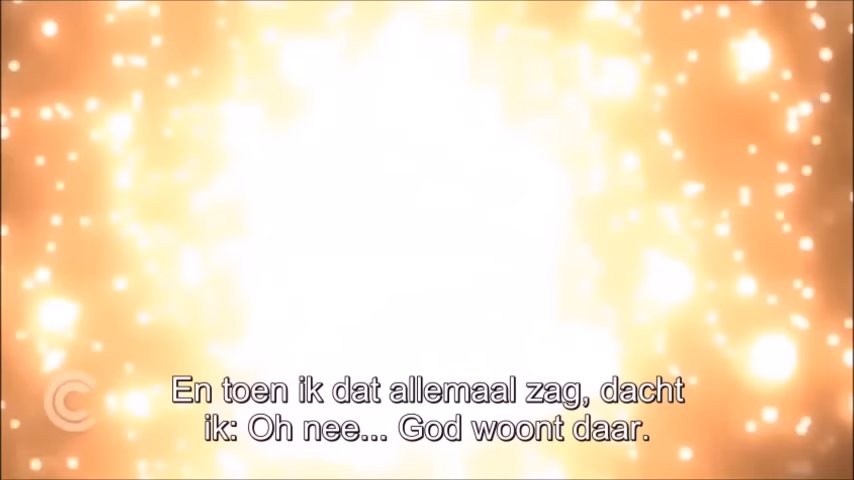 En toen ik dat allemaal zag, dacht
ik: Oh nee... God woont daar.